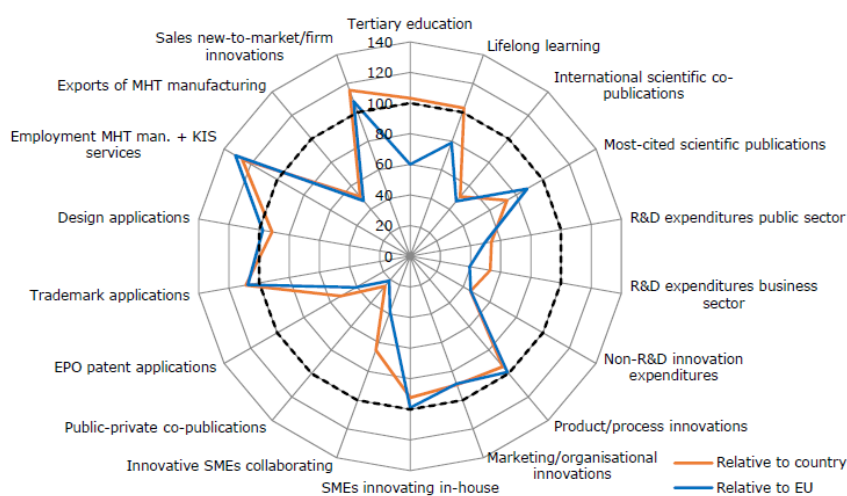 Tertiary education
Lifelong learning
International scientific co-
publications
Most-cited scientific publications
R&D expenditures public sector
R&D expenditures business
sector
Non-R&D innovation
expenditures
Product/process innovations
Marketing/organisational
innovations
SMEs innovating in-house
Innovative SMEs collaborating
Public-private co-publications
EPO patent applications
Trademark applications
Design applications
Employment MHT man. + KIS
services
Exports of MHT manufacturing
Sales new-to-market/firm
innovations
140
120
100
80
60
40
20
0
Relative to country
Relative to EU